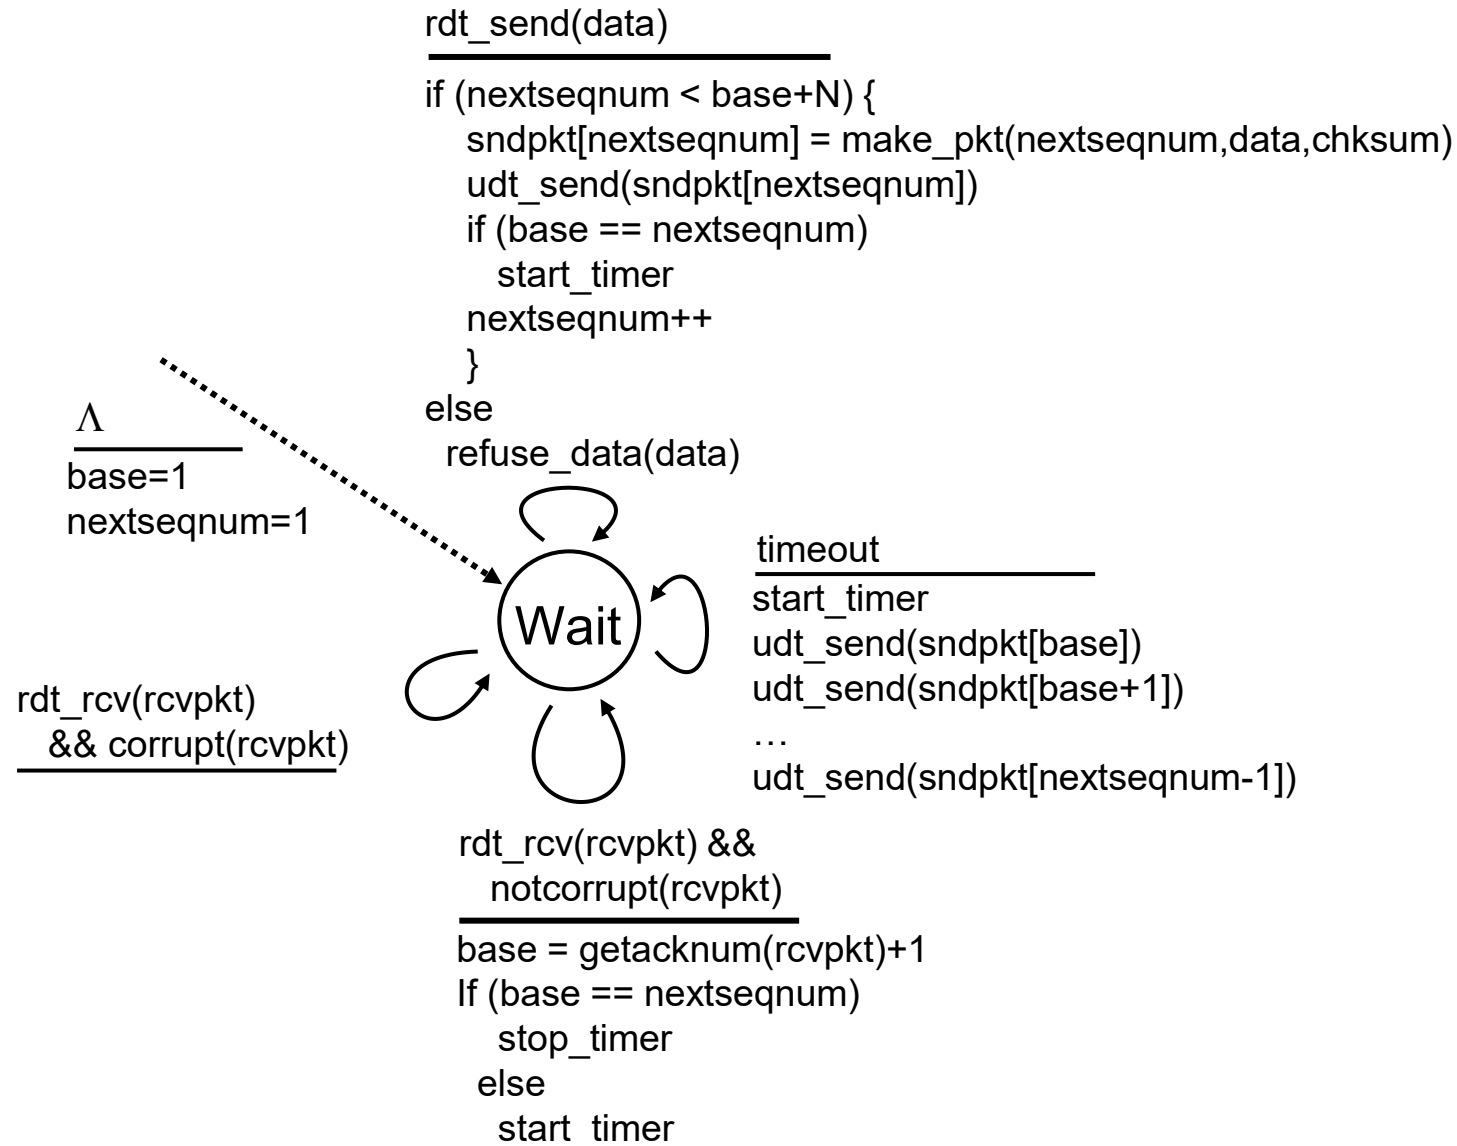 rdt_send(data)
if (nextseqnum < base+N) {
sndpkt[nextseqnum] = make_pkt(nextseqnum,data,chksum)
udt_send(sndpkt[nextseqnum])
if (base == nextseqnum)
start_timer
nextseqnum++
}
else
refuse_data(data)
Λ
base=1
nextseqnum=1
Wait
timeout
start_timer
udt_send(sndpkt[base])
udt_send(sndpkt[base+1])
…
udt_send(sndpkt[nextseqnum-1])
rdt_rcv(rcvpkt)
&& corrupt(rcvpkt)
rdt_rcv(rcvpkt) &&
notcorrupt(rcvpkt)
base = getacknum(rcvpkt)+1
If (base == nextseqnum)
stop_timer
else
start_timer